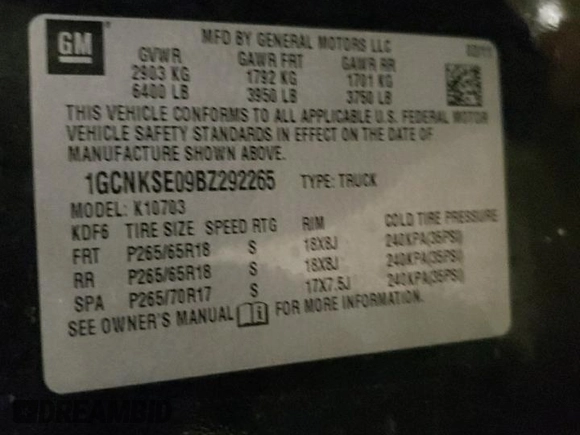 GM
MFD BY GENERAL MOTORS LLC
GVWR GAWR FRT GAWR RR
2903 KG 1792 KG 1701 KG
6400 LB 3950 LB 3750 LB
THIS VEHICLE CONFORMS TO ALL APPLICABLE U.S. FEDERAL MOTOR
VEHICLE SAFETY STANDARDS IN EFFECT ON THE DATE OF
MANUFACTURE SHOWN ABOVE.
1GCNKSE09BZ292265 TYPE: TRUCK
MODEL: K10703
KDF6 TIRE SIZE SPEED RTG RIM COLD TIRE PRESSURE
FRT P265/65R18 S 18X8J 240KPA(35PSI)
RR P265/65R18 S 18X8J 240KPA(35PSI)
SPA P265/70R17 S 17X7.5J 240KPA(35PSI)
SEE OWNER'S MANUAL FOR MORE INFORMATION.
DREAMBID